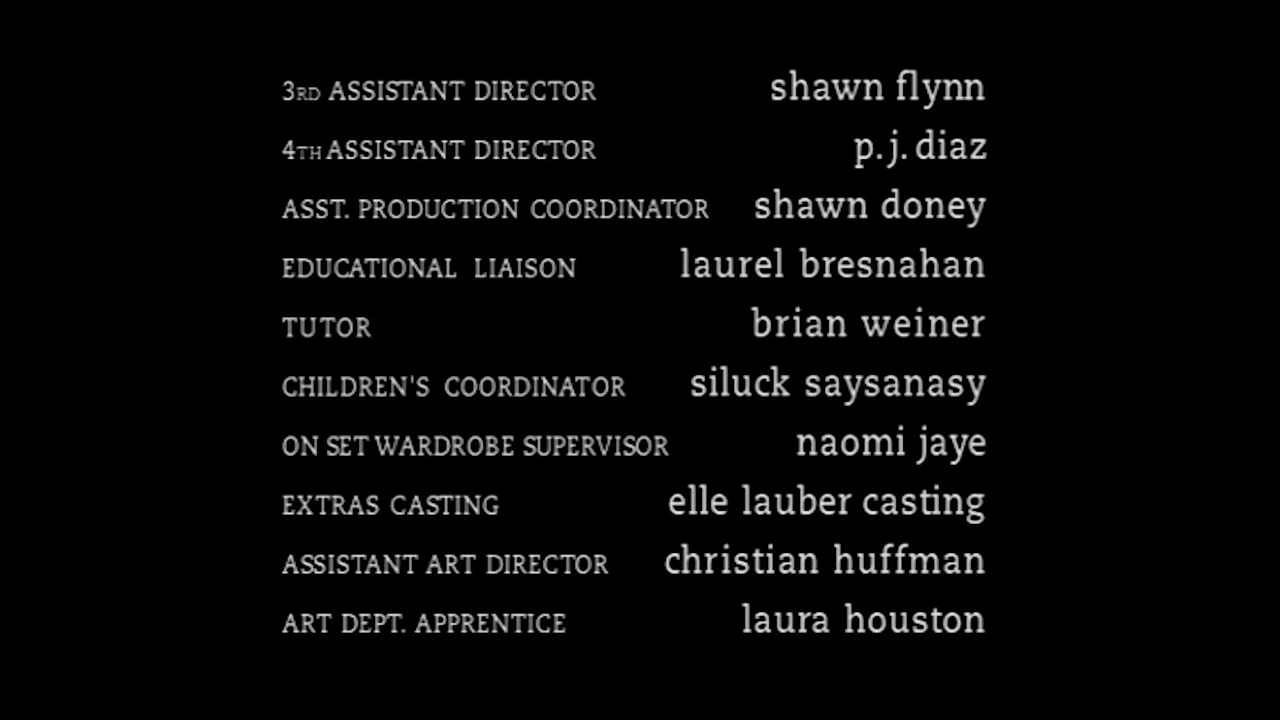 3RD ASSISTANT DIRECTOR shawn flynn
4TH ASSISTANT DIRECTOR p.j. diaz
ASST. PRODUCTION COORDINATOR shawn doney
EDUCATIONAL LIAISON laurel bresnahan
TUTOR brian weiner
CHILDREN'S COORDINATOR siluck saysanasy
ON SET WARDROBE SUPERVISOR naomi jaye
EXTRAS CASTING elle lauber casting
ASSISTANT ART DIRECTOR christian huffman
ART DEPT. APPRENTICE laura houston